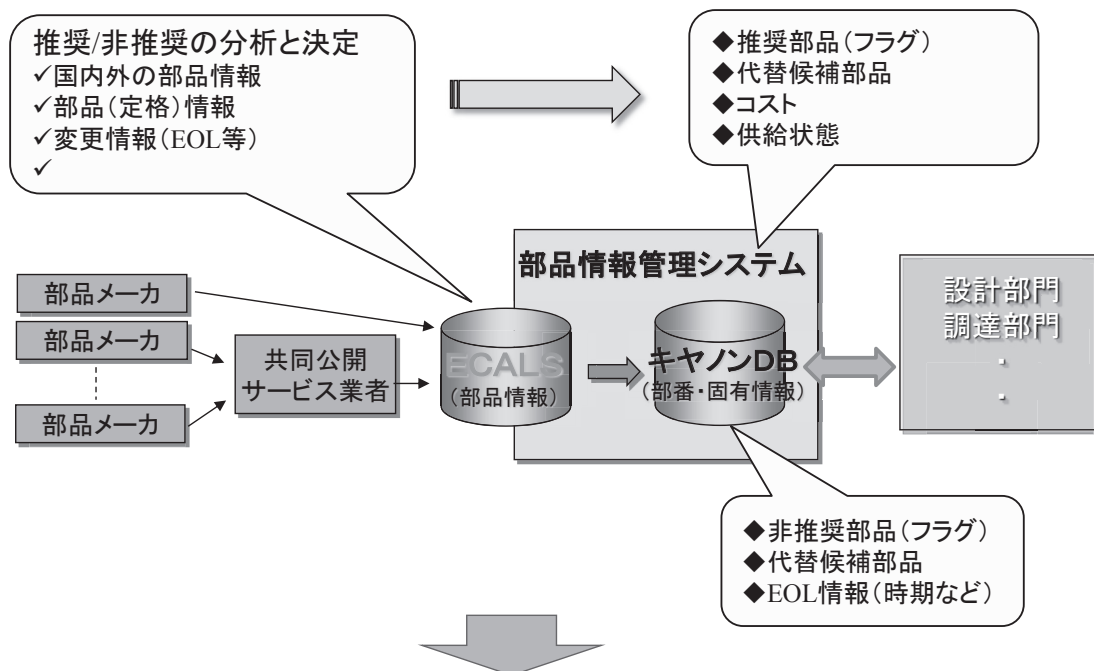 推奨/非推奨の分析と決定
✓国内外の部品情報
✓部品(定格)情報
✓変更情報(EOL等)
✓
◆推奨部品(フラグ)
◆代替候補部品
◆コスト
◆供給状態
部品情報管理システム
部品メーカ
部品メーカ
部品メーカ
共同公開
サービス業者
ECALS
(部品情報)
キヤノンDB
(部番・固有情報)
設計部門
調達部門
・
・
◆非推奨部品(フラグ)
◆代替候補部品
◆EOL情報(時期など)